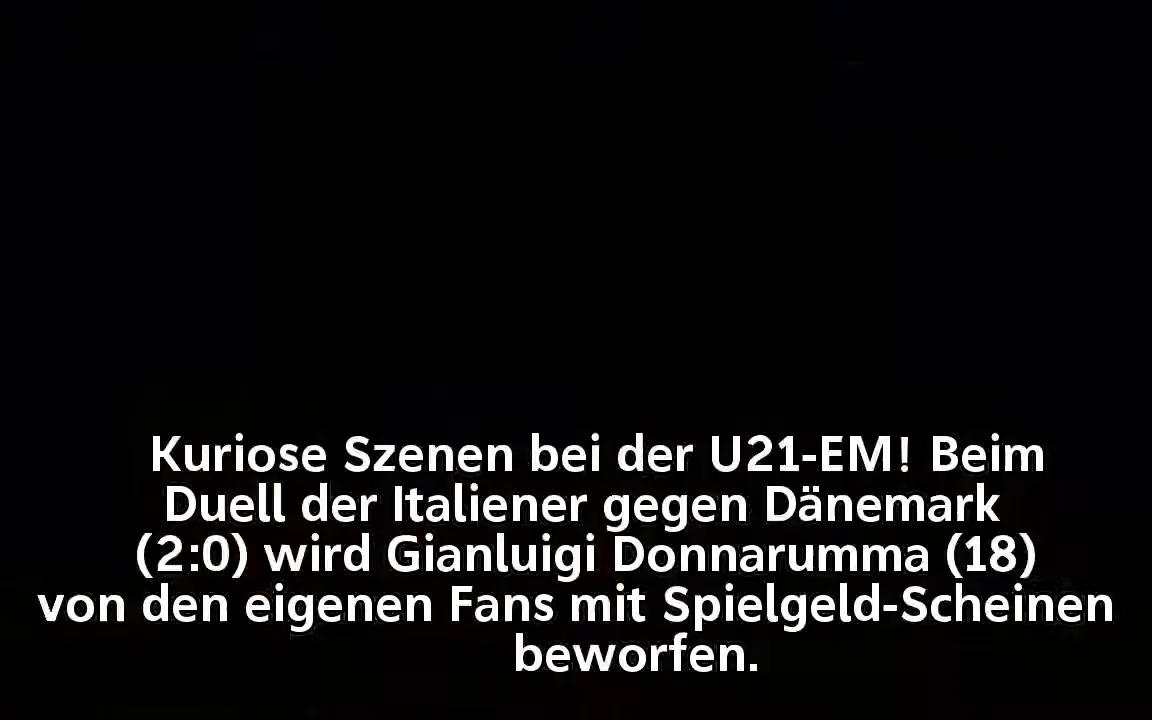 Kuriose Szenen bei der U21-EM! Beim
Duell der Italiener gegen Dänemark
(2:0) wird Gianluigi Donnarumma (18)
von den eigenen Fans mit Spielgeld-Scheinen
beworfen.